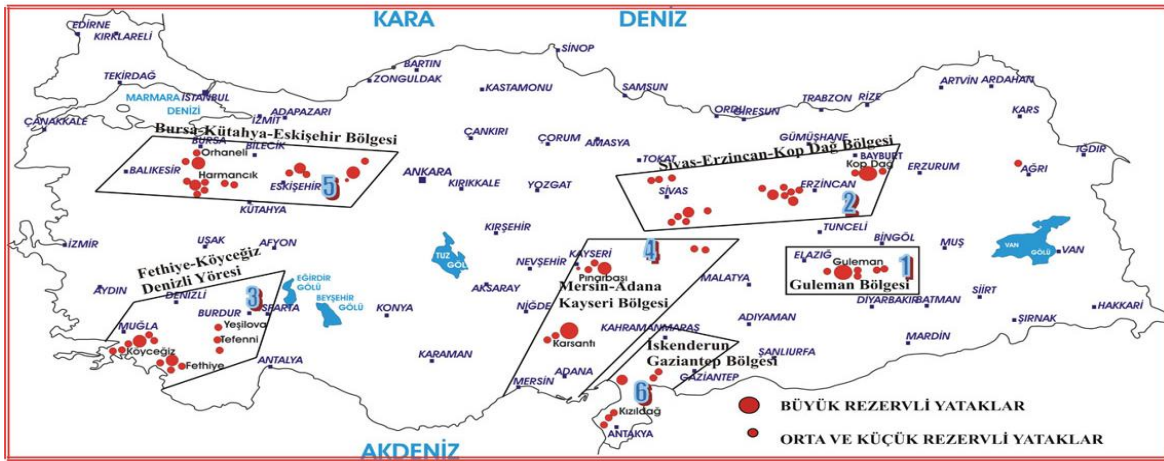 KARA
DENİZ
EDİRNE
KIRKLARELİ
TEKİRDAĞ
İSTANBUL
MARMARA
DENİZİ
ÇANAKKALE
İZMİT
ADAPAZARI
ZONGULDAK
BARTIN
KASTAMONU
SİNOP
SAMSUN
ORDU
GİRESUN
TRABZON
RİZE
ARTVİN
ARDAHAN
KARS
IĞDIR
AĞRI
Bursa-Kütahya-Eskişehir Bölgesi
BURSA
BİLECİK
Orhaneli
BALIKESİR
Harmancık
ESKİŞEHİR
5
KÜTAHYA
ANKARA
ÇANKIRI
ÇORUM
AMASYA
KIRIKKALE
YOZGAT
TOKAT
GÜMÜŞHANE
Sivas-Erzincan-Kop Dağ Bölgesi
BAYBURT
Kop Dağ
ERZURUM
SİVAS
ERZİNCAN
2
TUNCELİ
BİNGÖL
MUŞ
VAN
GÖLÜ
VAN
İZMİR
UŞAK
AFYON
KIRŞEHİR
TUZ
GÖL
NEVŞEHİR
KAYSERİ
4
Pınarbaşı
Mersin-Adana
Kayseri Bölgesi
MALATYA
ELAZIĞ
Guleman
1
Guleman Bölgesi
Fethiye-Köyceğiz
Denizli Yöresi
EĞİRDİR
GÖLÜ
BEYŞEHİR
GÖLÜ
AYDIN
DENİZLİ
3
BURDUR
ISPARTA
KONYA
AKSARAY
NİĞDE
DİYARBAKIR
BATMAN
SİİRT
HAKKARİ
ŞIRNAK
MARDİN
MUĞLA
Köyceğiz
Yeşilova
Tefenni
Fethiye
ANTALYA
KARAMAN
KAHRAMANMARAŞ
ADIYAMAN
Karsantı
İskenderun
Gaziantep Bölgesi
ŞANLIURFA
ADANA
MERSİN
GAZİANTEP
6
Kızıldağ
ANTAKYA
AKDENİZ
BÜYÜK REZERVLİ YATAKLAR
ORTA VE KÜÇÜK REZERVLİ YATAKLAR